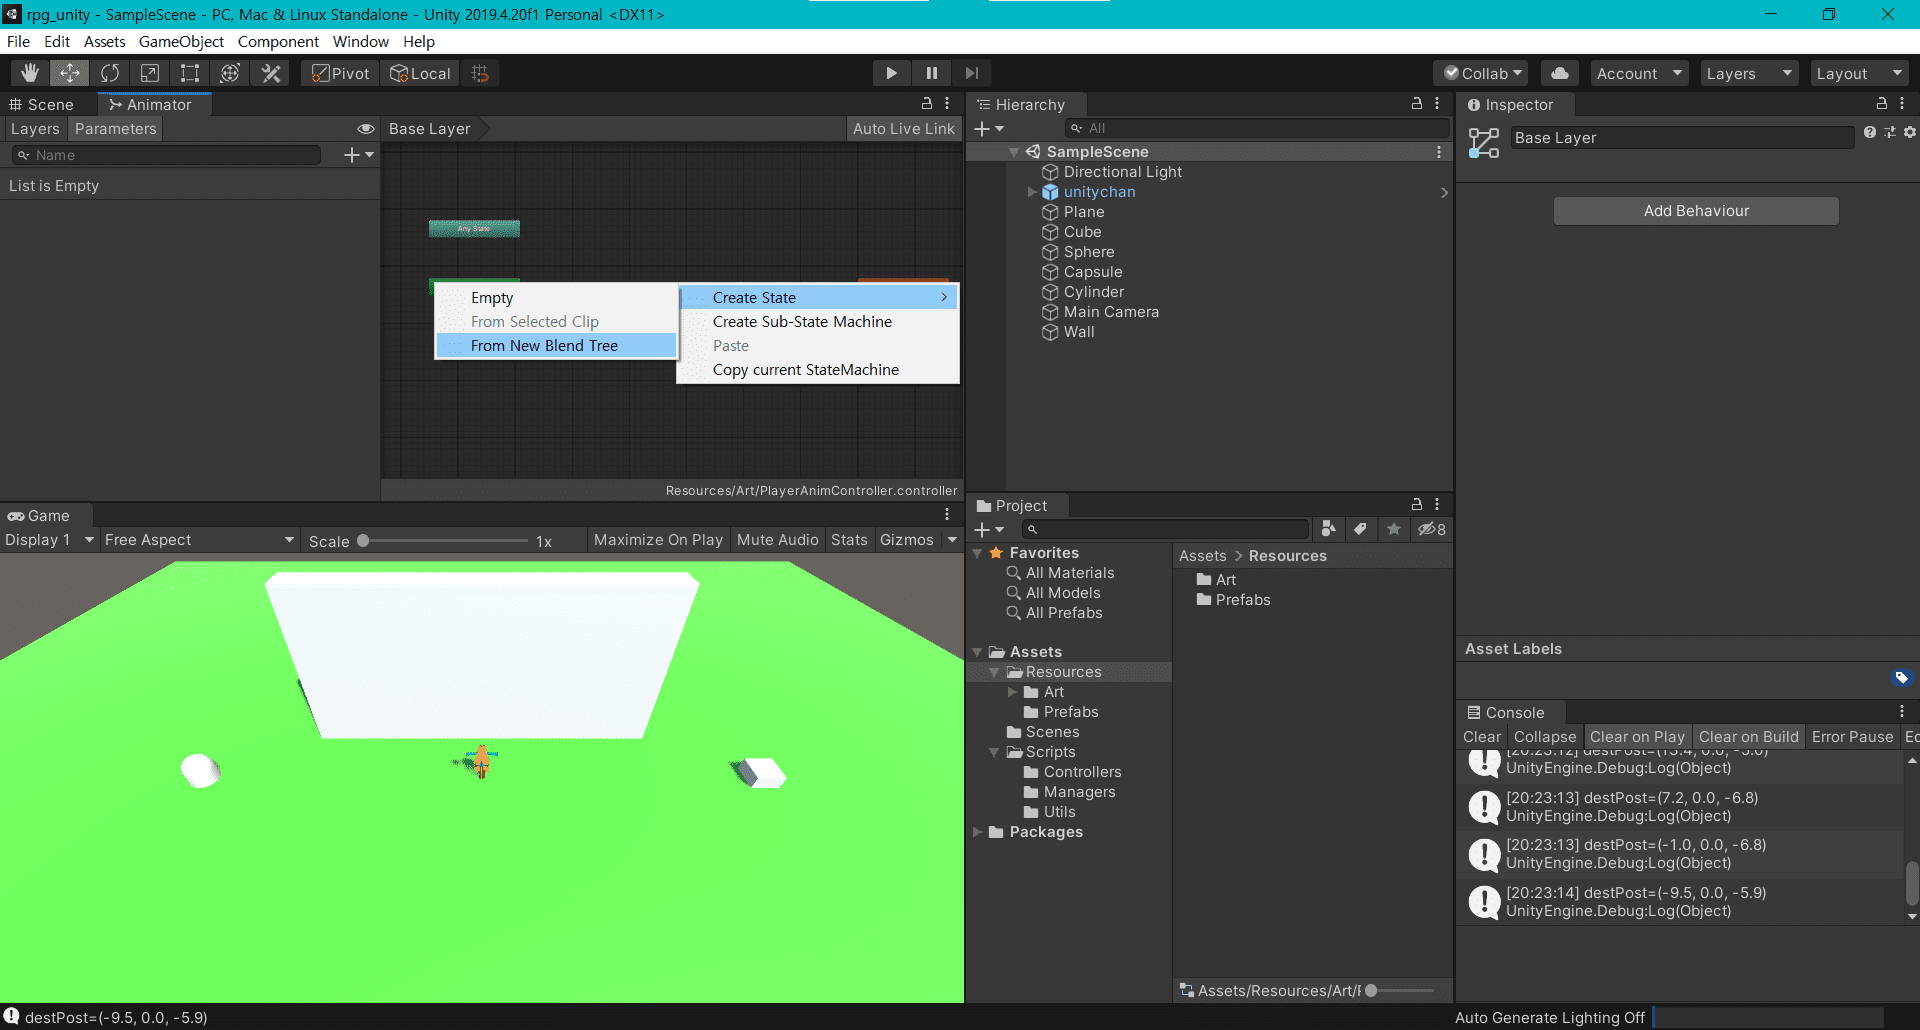 rpg_unity - SampleScene - PC, Mac & Linux Standalone - Unity 2019.4.20f1 Personal <DX11>
File Edit Assets GameObject Component Window Help
Pivot Local Collab Account Layers Layout
Scene Animator
Layers Parameters Base Layer Auto Live Link
Name
List is Empty
Any State
Empty
From Selected Clip
From New Blend Tree
Create State
Create Sub-State Machine
Paste
Copy current StateMachine
Resources/Art/PlayerAnimController.controller
Game
Display 1 Free Aspect Scale 1x Maximize On Play Mute Audio Stats Gizmos
Hierarchy
All
SampleScene
Directional Light
unitychan
Plane
Cube
Sphere
Capsule
Cylinder
Main Camera
Wall
Project
8
Favorites
All Materials
All Models
All Prefabs
Assets
Resources
Art
Prefabs
Scenes
Scripts
Controllers
Managers
Utils
Packages
Assets > Resources
Art
Prefabs
Assets/Resources/Art/
Inspector
Base Layer
Add Behaviour
Asset Labels
Console
Clear Collapse Clear on Play Clear on Build Error Pause
[20:23:12] destPost=(13.4, 0.0, -5.0)
UnityEngine.Debug:Log(Object)
[20:23:13] destPost=(7.2, 0.0, -6.8)
UnityEngine.Debug:Log(Object)
[20:23:13] destPost=(-1.0, 0.0, -6.8)
UnityEngine.Debug:Log(Object)
[20:23:14] destPost=(-9.5, 0.0, -5.9)
UnityEngine.Debug:Log(Object)
destPost=(-9.5, 0.0, -5.9)
Auto Generate Lighting Off